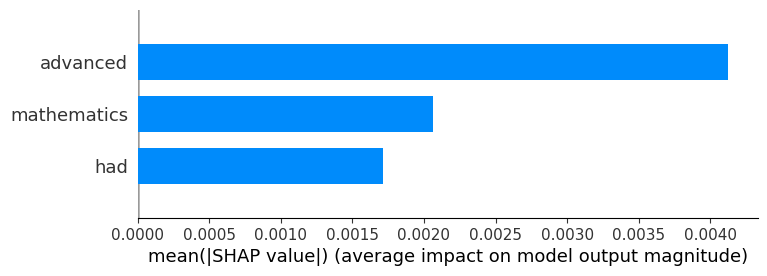 advanced
mathematics
had
0.0000 0.0005 0.0010 0.0015 0.0020 0.0025 0.0030 0.0035 0.0040
mean(|SHAP value|) (average impact on model output magnitude)